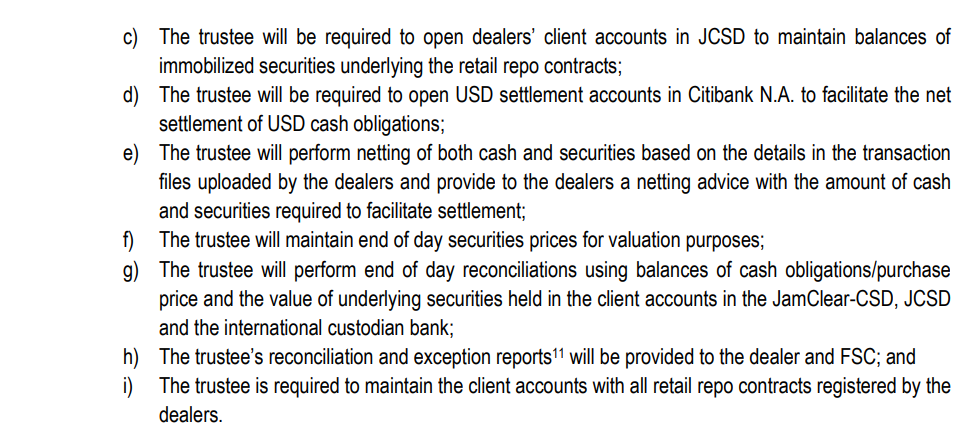 c) The trustee will be required to open dealers’ client accounts in JCSD to maintain balances of
immobilized securities underlying the retail repo contracts;
d) The trustee will be required to open USD settlement accounts in Citibank N.A. to facilitate the net
settlement of USD cash obligations;
e) The trustee will perform netting of both cash and securities based on the details in the transaction
files uploaded by the dealers and provide to the dealers a netting advice with the amount of cash
and securities required to facilitate settlement;
f) The trustee will maintain end of day securities prices for valuation purposes;
g) The trustee will perform end of day reconciliations using balances of cash obligations/purchase
price and the value of underlying securities held in the client accounts in the JamClear-CSD, JCSD
and the international custodian bank;
h) The trustee’s reconciliation and exception reports¹¹ will be provided to the dealer and FSC; and
i) The trustee is required to maintain the client accounts with all retail repo contracts registered by the
dealers.